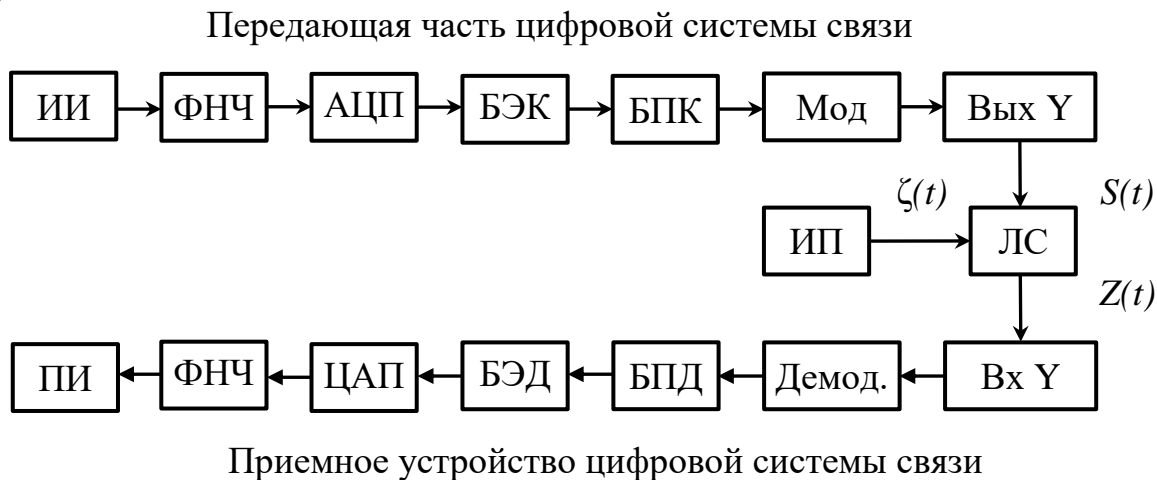 Передающая часть цифровой системы связи
ИИ ФНЧ АЦП БЭК БПК Мод Вых Y
ζ(t) S(t)
ИП ЛС
Z(t)
ПИ ФНЧ ЦАП БЭД БПД Демод. Вх Y
Приемное устройство цифровой системы связи